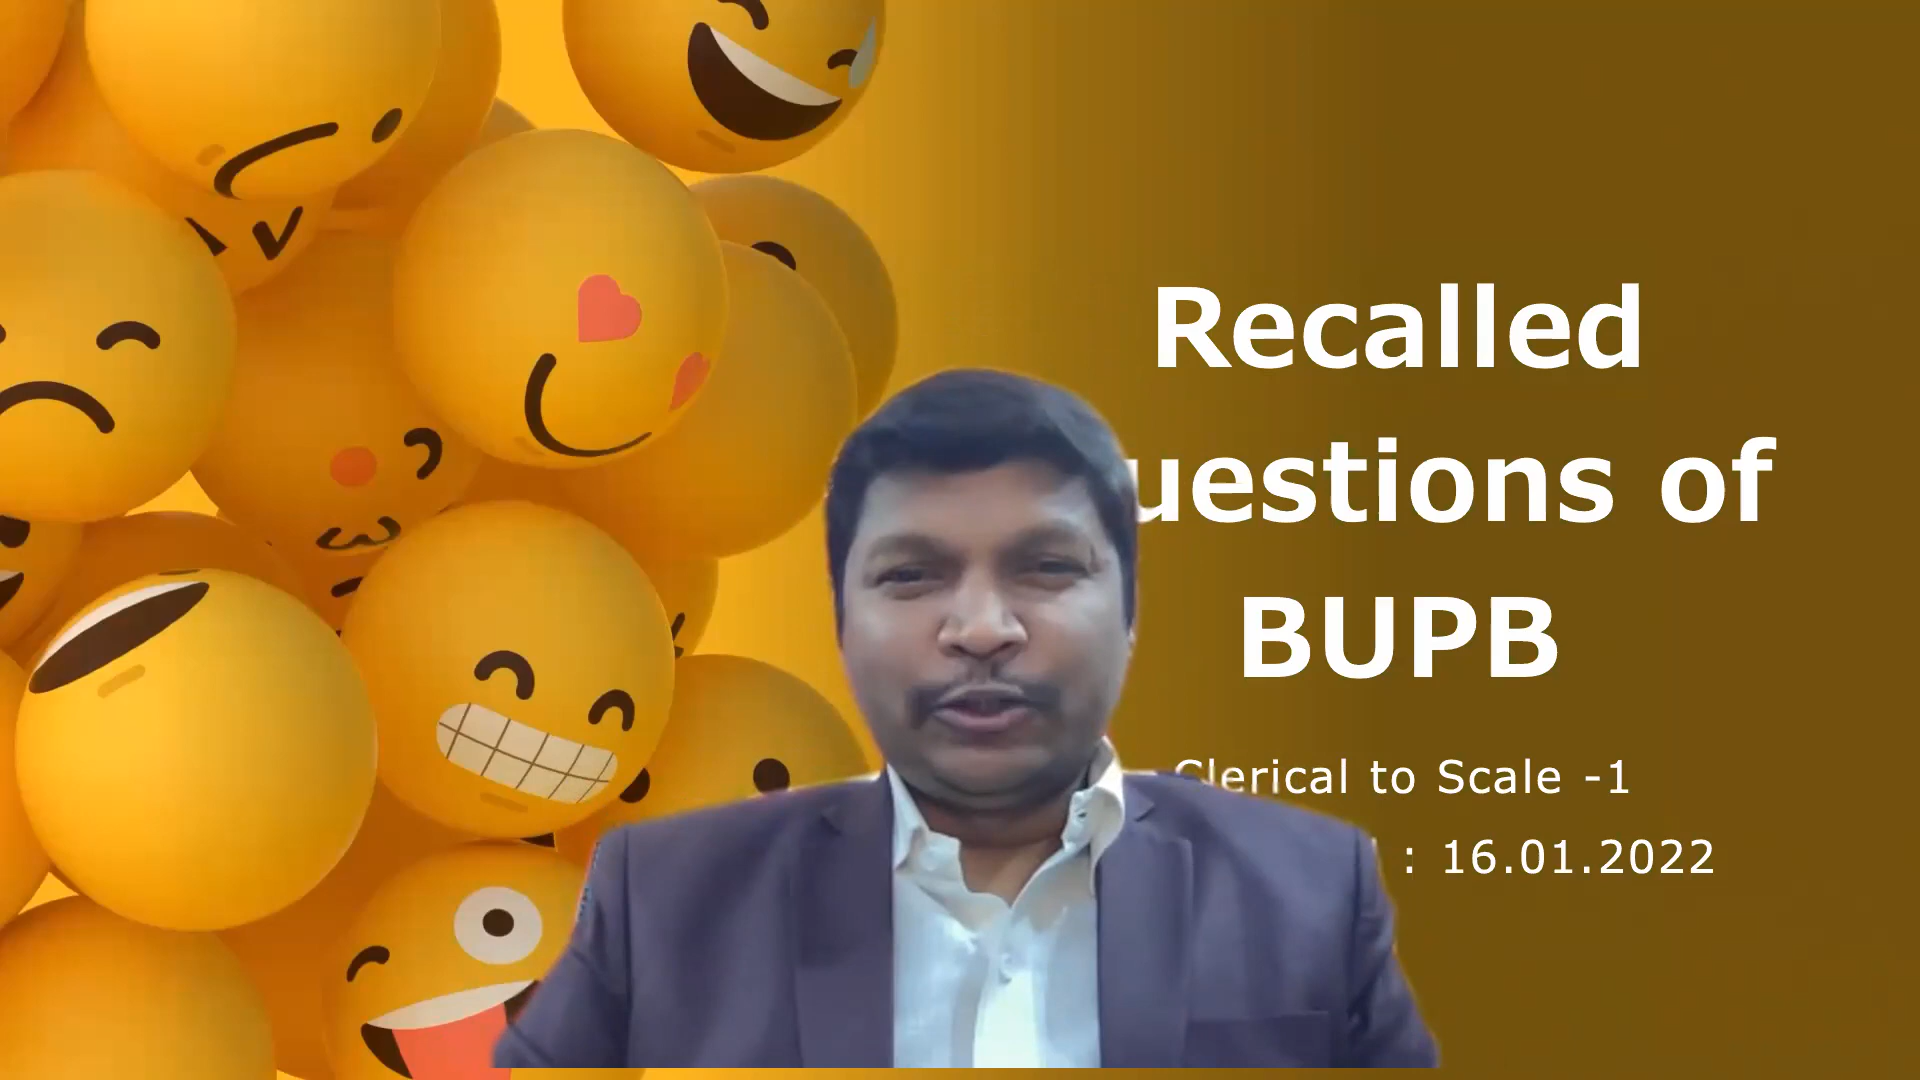 Recalled
uestions of
BUPB
Clerical to Scale -1
: 16.01.2022